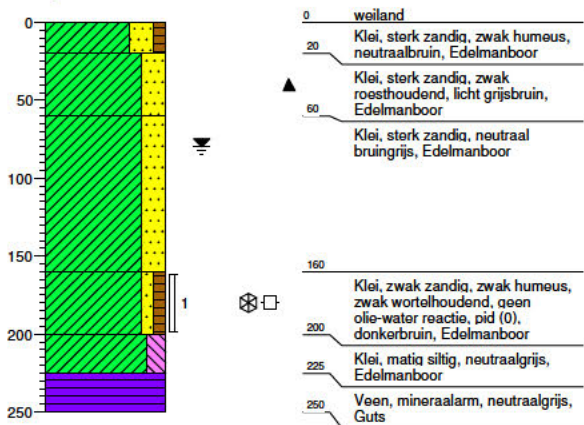 0
50
100
150
200
250
1
0 weiland
Klei, sterk zandig, zwak humeus,
20 neutraalbruin, Edelmanboor
Klei, sterk zandig, zwak
roesthoudend, licht grijsbruin,
60 Edelmanboor
Klei, sterk zandig, neutraal
bruingrijs, Edelmanboor
160
Klei, zwak zandig, zwak humeus,
zwak wortelhoudend, geen
olie-water reactie, pid (0),
200 donkerbruin, Edelmanboor
Klei, matig siltig, neutraalgrijs,
225 Edelmanboor
Veen, mineraalarm, neutraalgrijs,
250 Guts